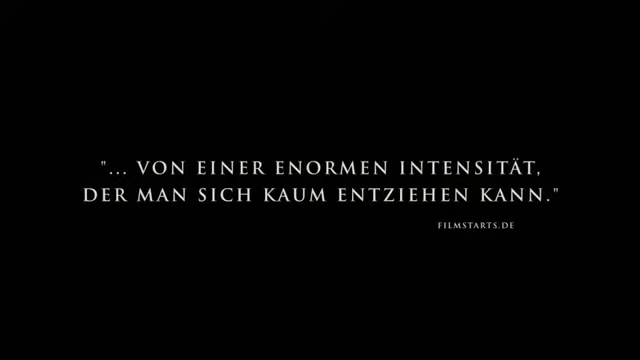 "... VON EINER ENORMEN INTENSITÄT,
DER MAN SICH KAUM ENTZIEHEN KANN."
FILMSTARTS.DE